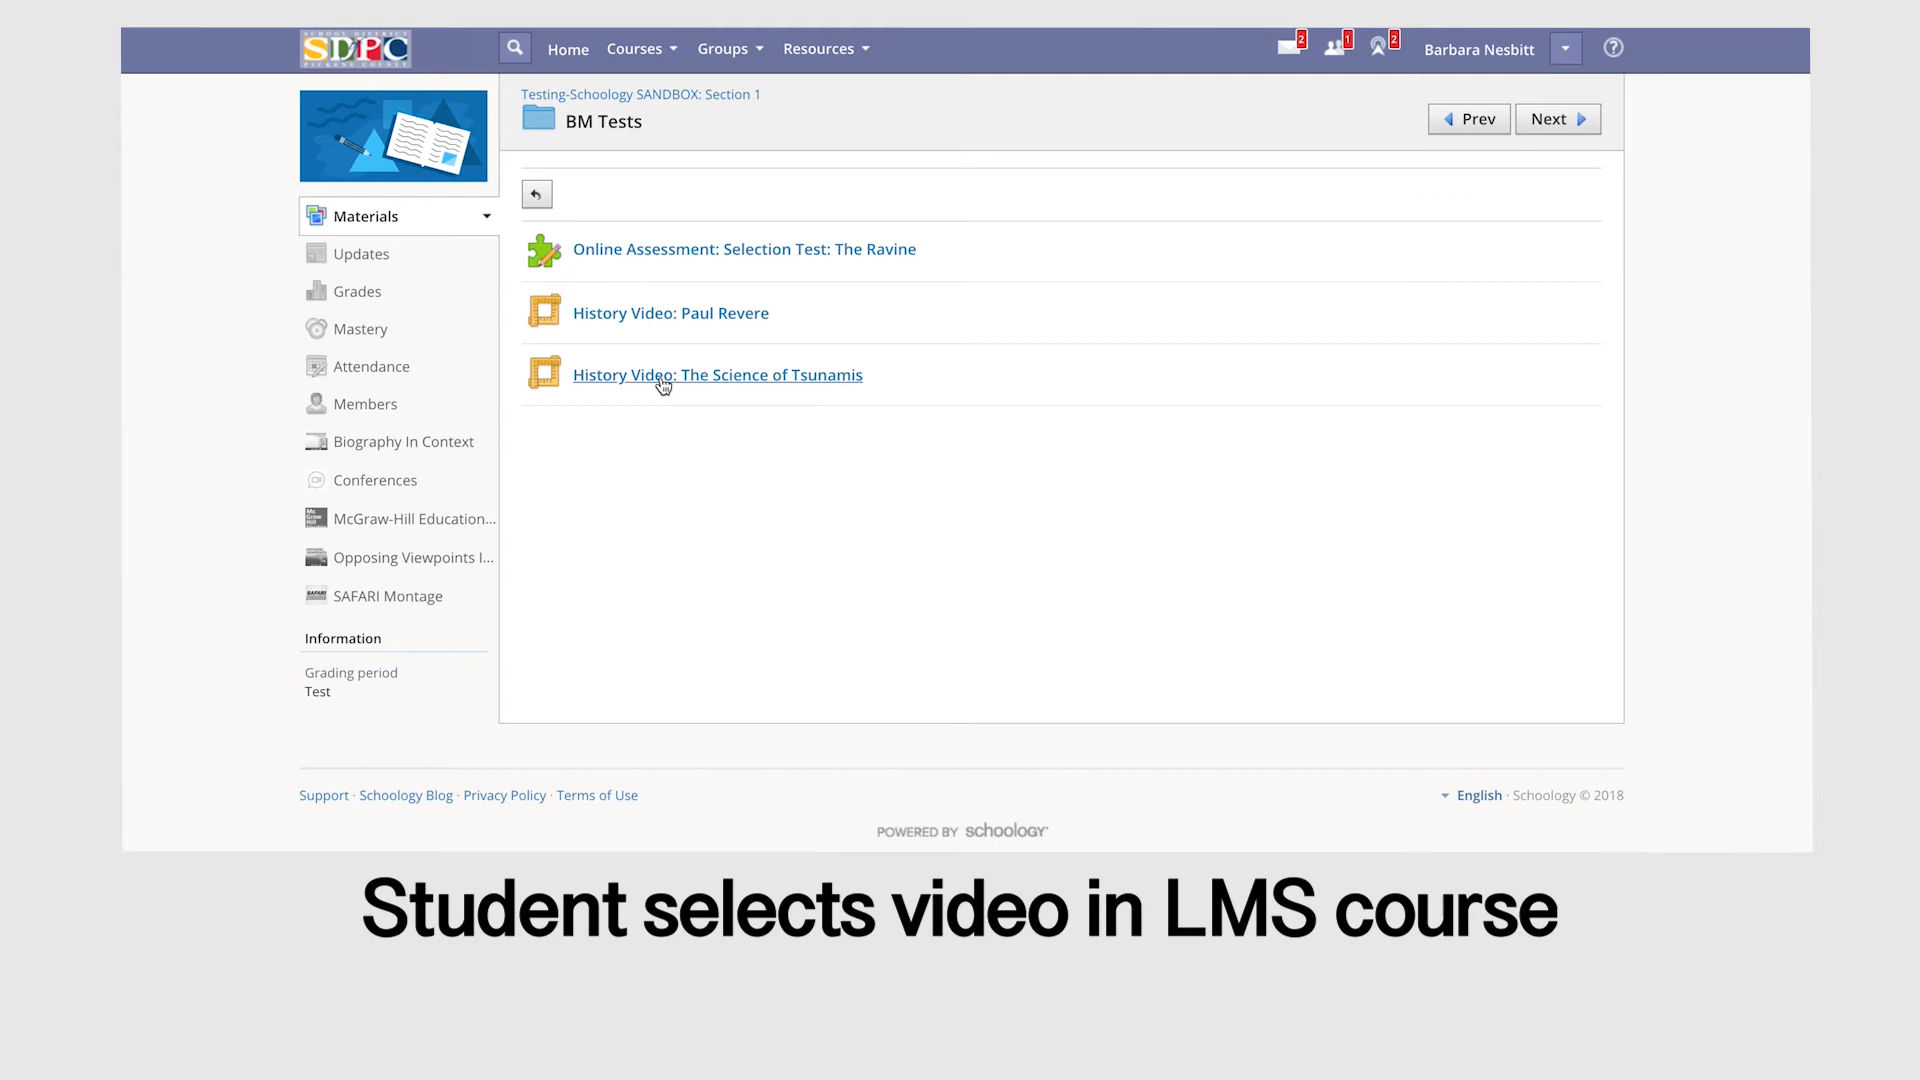 SCHOOL DISTRICT
SDPC
PICKENS COUNTY
Home
Courses
Groups
Resources
2
1
2
Barbara Nesbitt
Testing-Schoology SANDBOX: Section 1
BM Tests
Prev
Next
Materials
Updates
Grades
Mastery
Attendance
Members
Biography In Context
Conferences
McGraw-Hill Education...
Opposing Viewpoints I...
SAFARI Montage
Information
Grading period
Test
Online Assessment: Selection Test: The Ravine
History Video: Paul Revere
History Video: The Science of Tsunamis
Support · Schoology Blog · Privacy Policy · Terms of Use
English · Schoology © 2018
POWERED BY schoology
Student selects video in LMS course